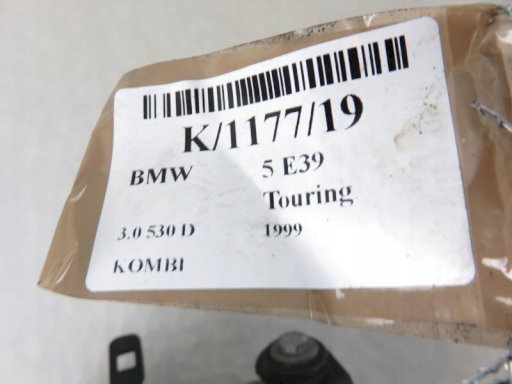 K/1177/19
BMW 5 E39
Touring
3.0 530 D 1999
KOMBI